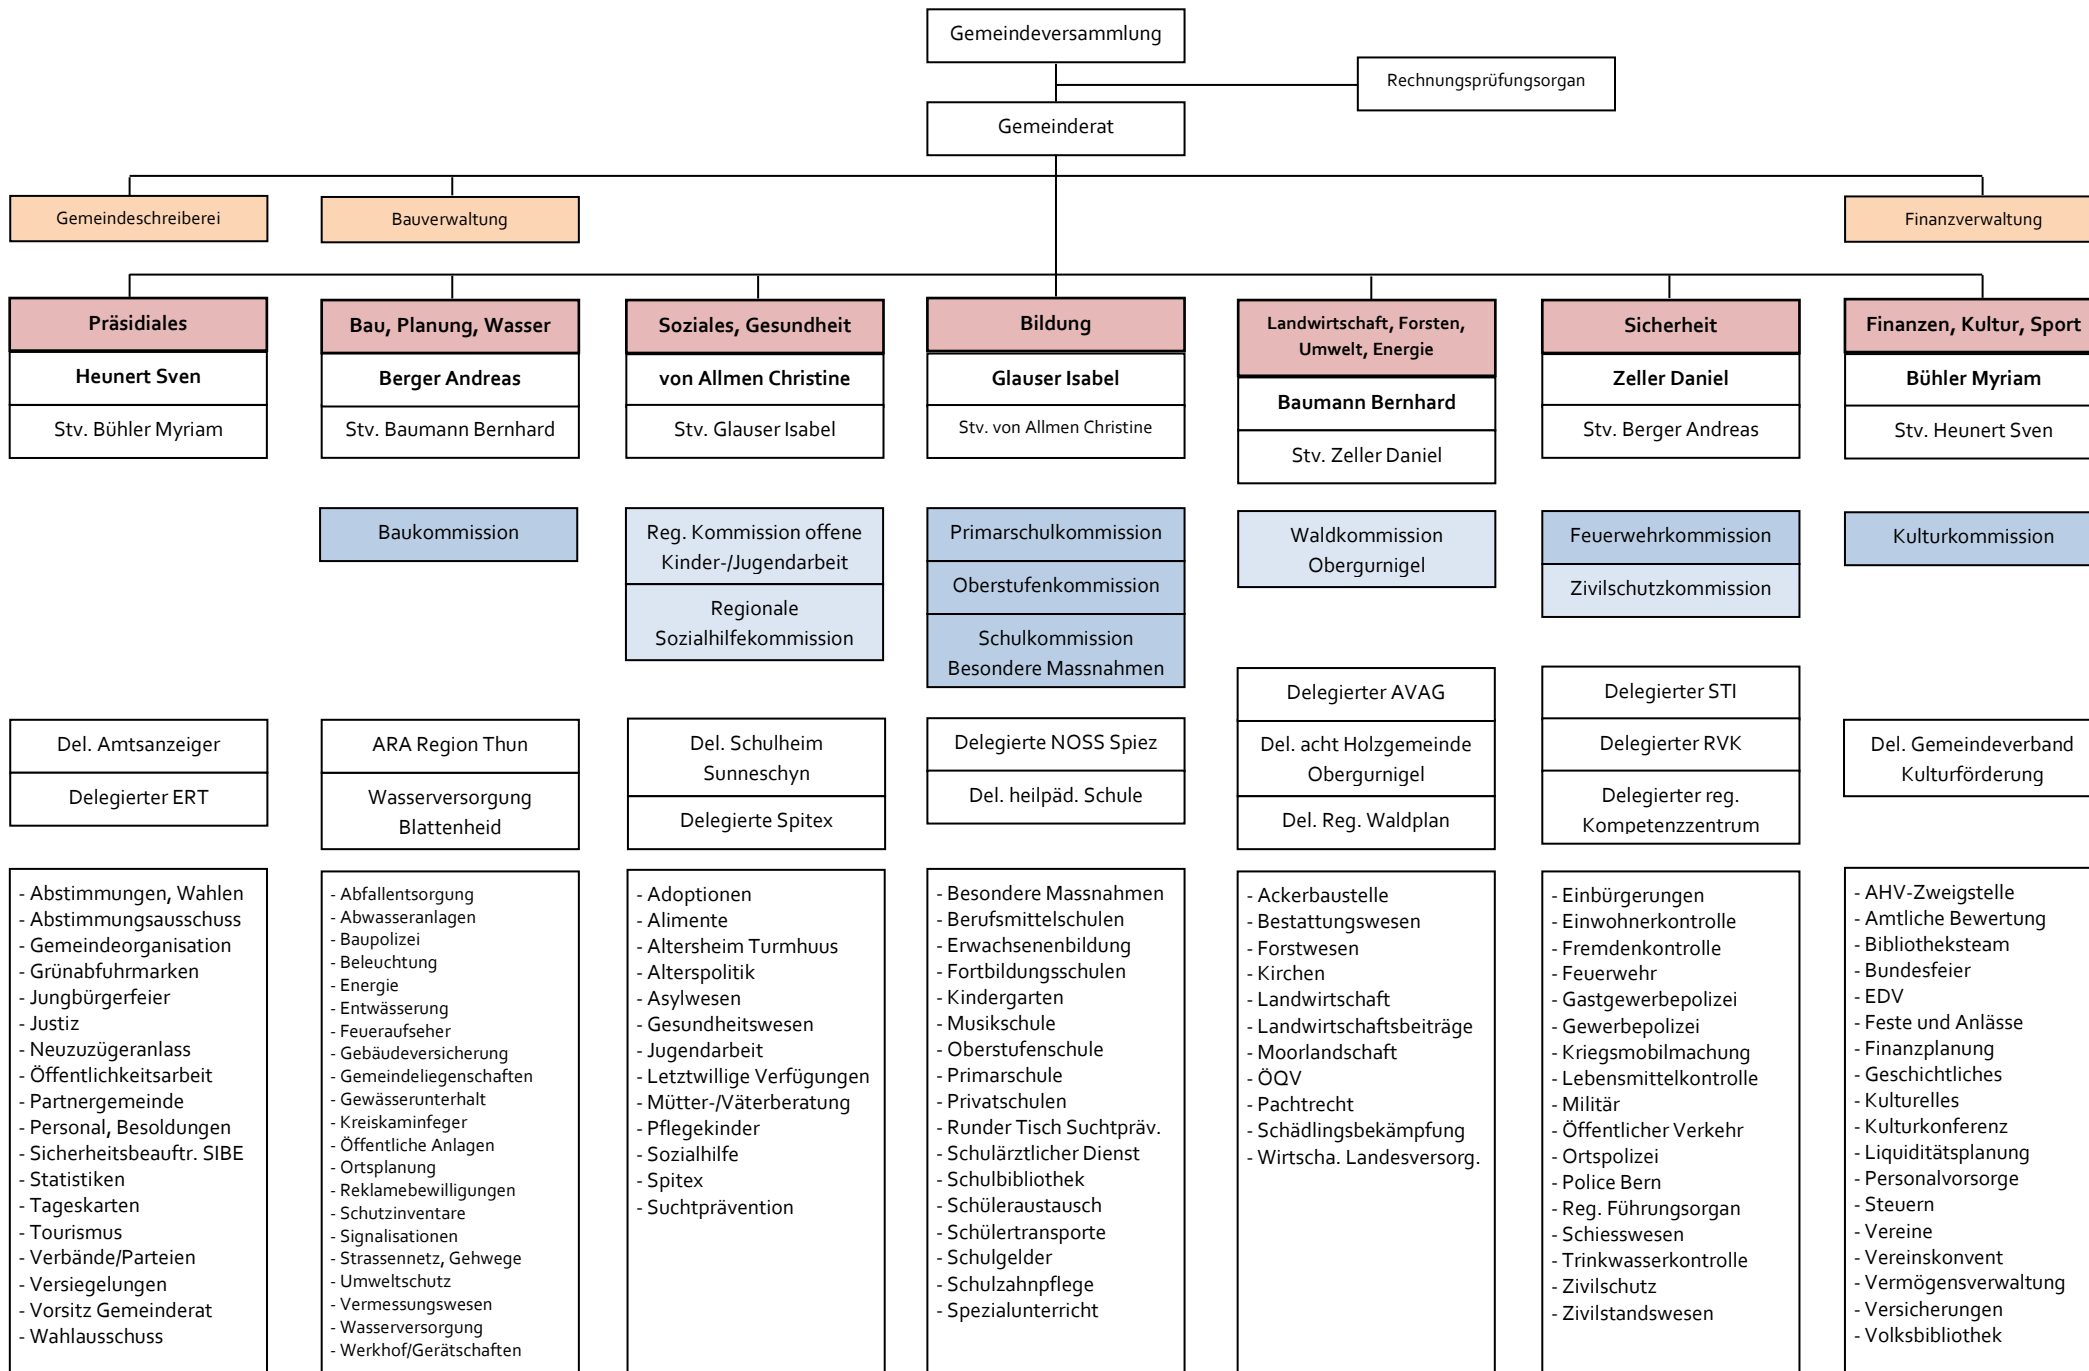 Gemeindeversammlung
Rechnungsprüfungsorgan
Gemeinderat
Gemeindeschreiberei
Bauverwaltung
Finanzverwaltung
Präsidiales
Heunert Sven
Stv. Bühler Myriam
Bau, Planung, Wasser
Berger Andreas
Stv. Baumann Bernhard
Soziales, Gesundheit
von Allmen Christine
Stv. Glauser Isabel
Bildung
Glauser Isabel
Stv. von Allmen Christine
Landwirtschaft, Forsten,
Umwelt, Energie
Baumann Bernhard
Stv. Zeller Daniel
Sicherheit
Zeller Daniel
Stv. Berger Andreas
Finanzen, Kultur, Sport
Bühler Myriam
Stv. Heunert Sven
Baukommission
Reg. Kommission offene
Kinder-/Jugendarbeit
Regionale
Sozialhilfekommission
Primarschulkommission
Oberstufenkommission
Schulkommission
Besondere Massnahmen
Waldkommission
Obergurnigel
Feuerwehrkommission
Zivilschutzkommission
Kulturkommission
Del. Amtsanzeiger
Delegierter ERT
ARA Region Thun
Wasserversorgung
Blattenheid
Del. Schulheim
Sunneschyn
Delegierte Spitex
Delegierte NOSS Spiez
Del. heilpäd. Schule
Delegierter AVAG
Del. acht Holzgemeinde
Obergurnigel
Del. Reg. Waldplan
Delegierter STI
Delegierter RVK
Delegierter reg.
Kompetenzzentrum
Del. Gemeindeverband
Kulturförderung
- Abstimmungen, Wahlen
- Abstimmungsausschuss
- Gemeindeorganisation
- Grünabfuhrmarken
- Jungbürgerfeier
- Justiz
- Neuzuzügeranlass
- Öffentlichkeitsarbeit
- Partnergemeinde
- Personal, Besoldungen
- Sicherheitsbeauftr. SIBE
- Statistiken
- Tageskarten
- Tourismus
- Verbände/Parteien
- Versiegelungen
- Vorsitz Gemeinderat
- Wahlausschuss
- Abfallentsorgung
- Abwasseranlagen
- Baupolizei
- Beleuchtung
- Energie
- Entwässerung
- Feueraufseher
- Gebäudeversicherung
- Gemeindeliegenschaften
- Gewässerunterhalt
- Kreiskaminfeger
- Öffentliche Anlagen
- Ortsplanung
- Reklamebewilligungen
- Schutzinventare
- Signalisationen
- Strassennetz, Gehwege
- Umweltschutz
- Vermessungswesen
- Wasserversorgung
- Werkhof/Gerätschaften
- Adoptionen
- Alimente
- Altersheim Turmhuus
- Alterspolitik
- Asylwesen
- Gesundheitswesen
- Jugendarbeit
- Letztwillige Verfügungen
- Mütter-/Väterberatung
- Pflegekinder
- Sozialhilfe
- Spitex
- Suchtprävention
- Besondere Massnahmen
- Berufsmittelschulen
- Erwachsenenbildung
- Fortbildungsschulen
- Kindergarten
- Musikschule
- Oberstufenschule
- Primarschule
- Privatschulen
- Runder Tisch Suchtpräv.
- Schulärztlicher Dienst
- Schulbibliothek
- Schüleraustausch
- Schülertransporte
- Schulgelder
- Schulzahnpflege
- Spezialunterricht
- Ackerbaustelle
- Bestattungswesen
- Forstwesen
- Kirchen
- Landwirtschaft
- Landwirtschaftsbeiträge
- Moorlandschaft
- ÖQV
- Pachtrecht
- Schädlingsbekämpfung
- Wirtscha. Landesversorg.
- Einbürgerungen
- Einwohnerkontrolle
- Fremdenkontrolle
- Feuerwehr
- Gastgewerbepolizei
- Gewerbepolizei
- Kriegsmobilmachung
- Lebensmittelkontrolle
- Militär
- Öffentlicher Verkehr
- Ortspolizei
- Police Bern
- Reg. Führungsorgan
- Schiesswesen
- Trinkwasserkontrolle
- Zivilschutz
- Zivilstandswesen
- AHV-Zweigstelle
- Amtliche Bewertung
- Bibliotheksteam
- Bundesfeier
- EDV
- Feste und Anlässe
- Finanzplanung
- Geschichtliches
- Kulturelles
- Kulturkonferenz
- Liquiditätsplanung
- Personalvorsorge
- Steuern
- Vereine
- Vereinskonvent
- Vermögensverwaltung
- Versicherungen
- Volksbibliothek